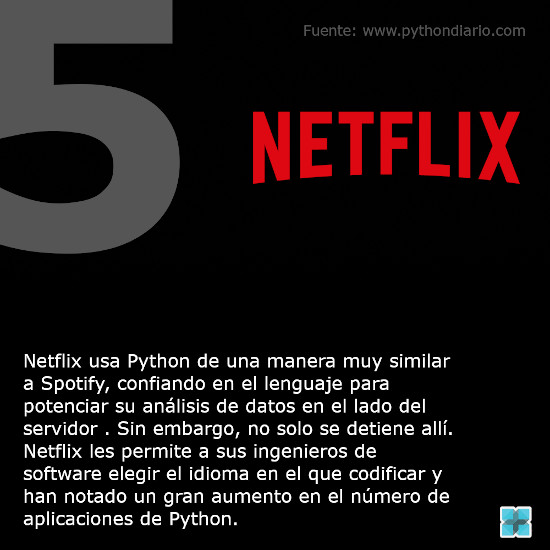 5
Fuente: www.pythondiario.com
NETFLIX
Netflix usa Python de una manera muy similar
a Spotify, confiando en el lenguaje para
potenciar su análisis de datos en el lado del
servidor . Sin embargo, no solo se detiene allí.
Netflix les permite a sus ingenieros de
software elegir el idioma en el que codificar y
han notado un gran aumento en el número de
aplicaciones de Python.